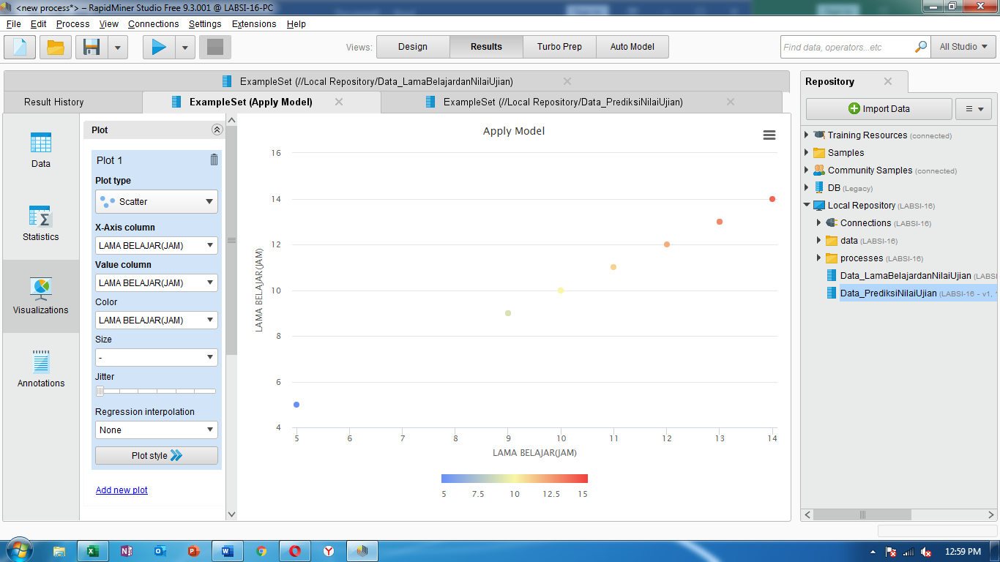 <new process*> – RapidMiner Studio Free 9.3.001 @ LABSI-16-PC
File Edit Process View Connections Settings Extensions Help
Views: Design Results Turbo Prep Auto Model
Find data, operators...etc
All Studio
ExampleSet (//Local Repository/Data_LamaBelajardanNilaiUjian)
Result History
ExampleSet (Apply Model)
ExampleSet (//Local Repository/Data_PrediksiNilaiUjian)
Data
Statistics
Visualizations
Annotations
Plot
Plot 1
Plot type
Scatter
X-Axis column
LAMA BELAJAR(JAM)
Value column
LAMA BELAJAR(JAM)
Color
LAMA BELAJAR(JAM)
Size
-
Jitter
Regression interpolation
None
Plot style
Add new plot
Apply Model
16
14
12
10
8
6
4
LAMA BELAJAR(JAM)
5 6 7 8 9 10 11 12 13 14
LAMA BELAJAR(JAM)
5 7.5 10 12.5 15
Repository
Import Data
Training Resources (connected)
Samples
Community Samples (connected)
DB (Legacy)
Local Repository (LABSI-16)
Connections (LABSI-16)
data (LABSI-16)
processes (LABSI-16)
Data_LamaBelajardanNilaiUjian (LABSI
Data_PrediksiNilaiUjian (LABSI-16 - v1,
12:59 PM